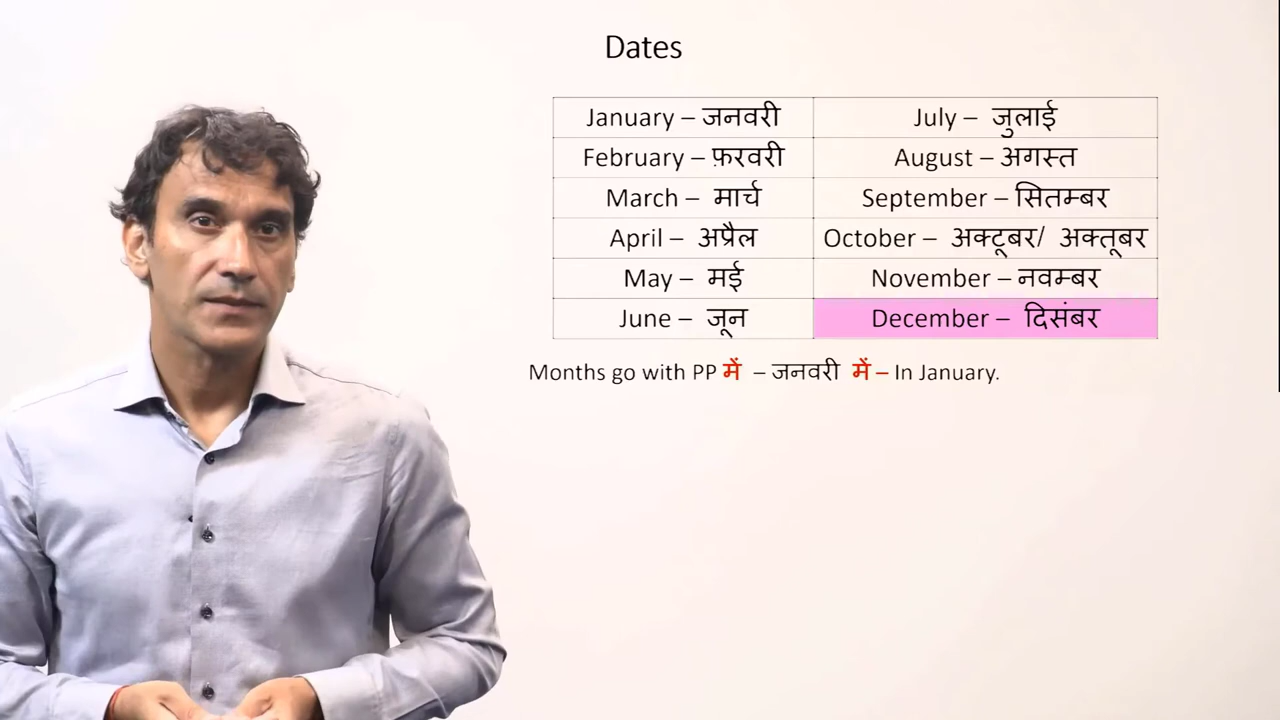 Dates
January – जनवरी
July – जुलाई
February – फ़रवरी
August – अगस्त
March – मार्च
September – सितम्बर
April – अप्रैल
October – अक्टूबर/ अक्तूबर
May – मई
November – नवम्बर
June – जून
December – दिसंबर
Months go with PP में – जनवरी में – In January.